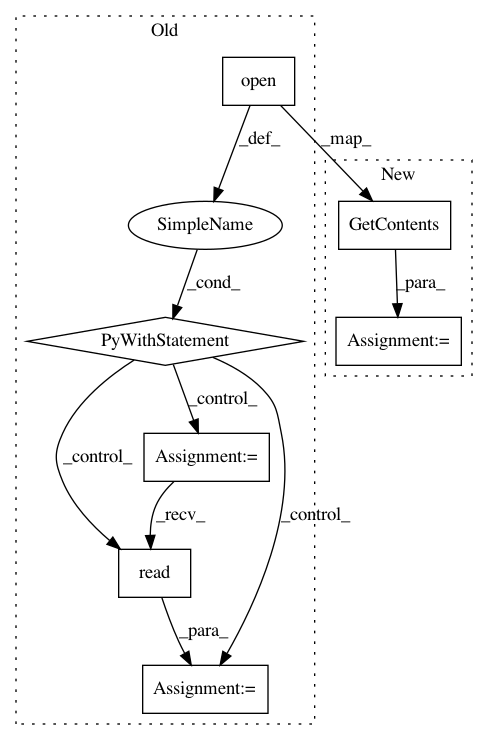 Old
open
_def_
_map_
New
SimpleName
GetContents
_cond_
_para_
PyWithStatement
Assignment:=
_control_
_control_
Assignment:=
_control_
_recv_
read
_para_
Assignment:=